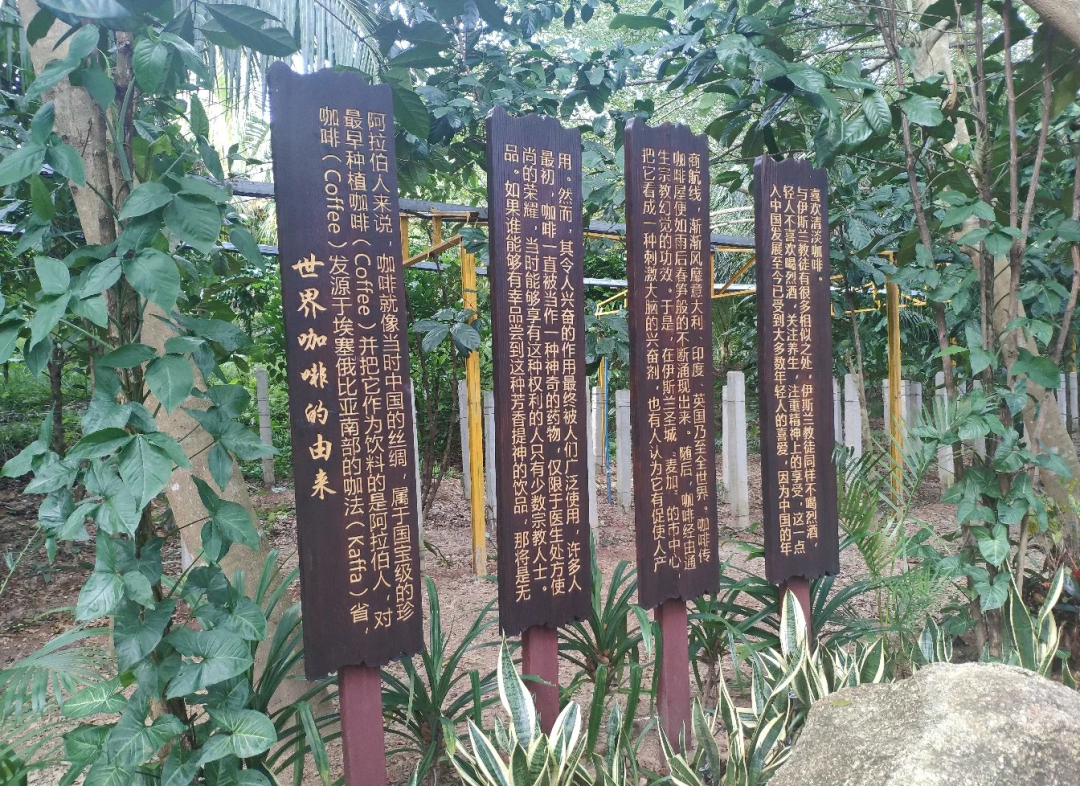 世界咖啡的由来
咖啡（Coffee）发源于埃塞俄比亚南部的咖法（Kaffa）省，
最早种植咖啡（Coffee）并把它作为饮料的是阿拉伯人，对
阿拉伯人来说，咖啡就像当时中国的丝绸，属于国宝级的珍
品。如果谁能够有幸品尝到这种芳香提神的饮品，那将是无
尚的荣耀，当时能够享有这种权利的人只有少数宗教人士。
最初，咖啡一直被当作一种神奇的药物，仅限于医生处方使
用。然而，其令人兴奋的作用最终被人们广泛使用，许多人
把它看成一种刺激大脑的兴奋剂，也有人认为它有促使人产
生宗教幻觉的功效。于是，在伊斯兰圣城“麦加”的市中心
咖啡屋便如雨后春笋般的不断涌现出来。随后，咖啡经由通
商航线，渐渐风靡意大利、印度、英国乃至全世界。咖啡传
入中国发展至今已受到大多数年轻人的喜爱，因为中国的年
轻人不喜欢喝烈酒，关注养生，注重精神上的享受，这一点
与伊斯兰教徒有很多相似之处，伊斯兰教徒同样不喝烈酒，
喜欢清淡咖啡。